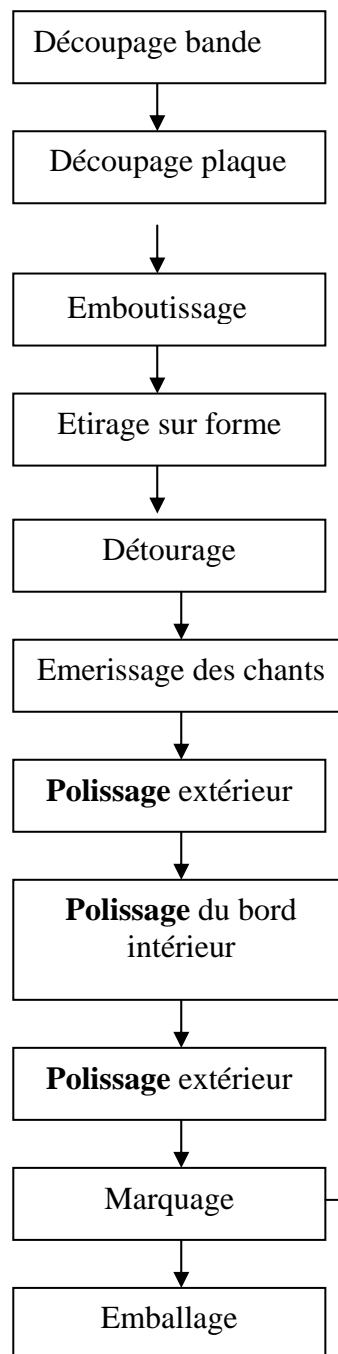 Découpage bande
Découpage plaque
Emboutissage
Etirage sur forme
Détourage
Emerissage des chants
Polissage extérieur
Polissage du bord
intérieur
Polissage extérieur
Marquage
Emballage